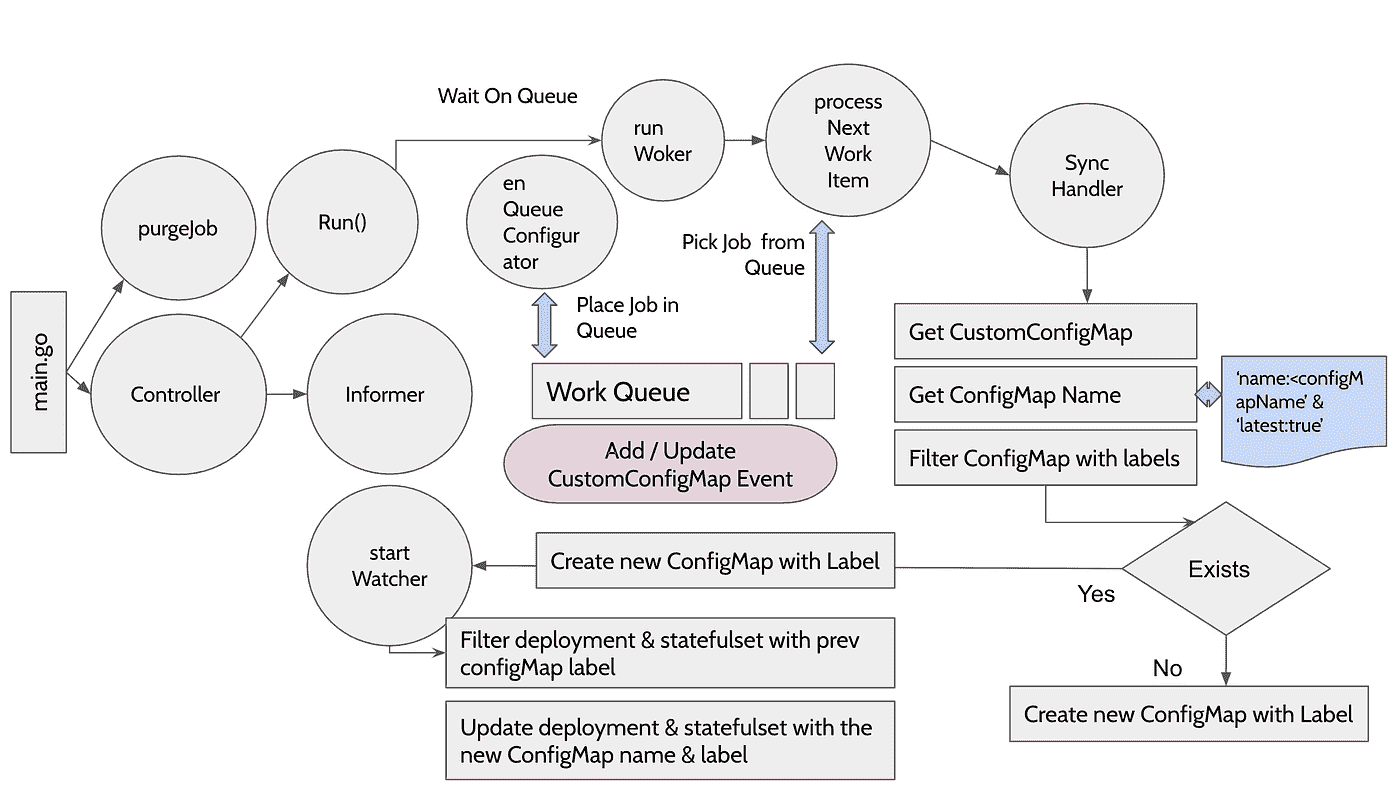 Wait On Queue
run
Woker
process
Next
Work
Item
Sync
Handler
purgeJob
Run()
en
Queue
Configur
ator
Pick Job from
Queue
Place Job in
Queue
main.go
Controller
Informer
Work Queue
Add / Update
CustomConfigMap Event
Get CustomConfigMap
Get ConfigMap Name
Filter ConfigMap with labels
‘name:<configM
apName’ &
‘latest:true’
start
Watcher
Create new ConfigMap with Label
Exists
Yes
No
Filter deployment & statefulset with prev
configMap label
Update deployment & statefulset with the
new ConfigMap name & label
Create new ConfigMap with Label